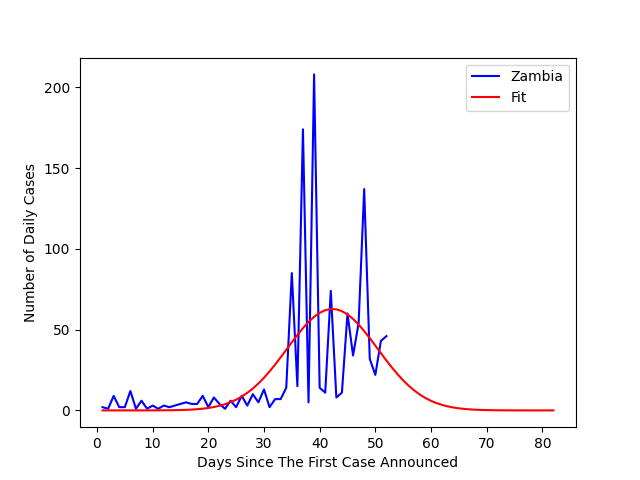 Zambia
Fit
200
150
100
50
0
Number of Daily Cases
0 10 20 30 40 50 60 70 80
Days Since The First Case Announced